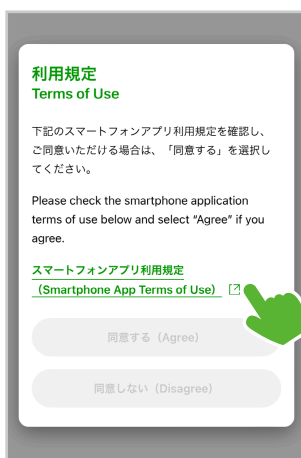 利用規定
Terms of Use
下記のスマートフォンアプリ利用規定を確認し、
ご同意いただける場合は、「同意する」を選択し
てください。
Please check the smartphone application
terms of use below and select “Agree” if you
agree.
スマートフォンアプリ利用規定
（Smartphone App Terms of Use）
同意する（Agree）
同意しない（Disagree）